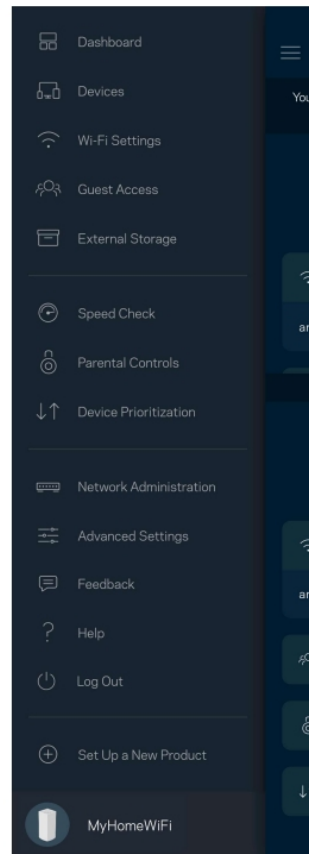 Dashboard
Devices
Wi-Fi Settings
Guest Access
External Storage
Speed Check
Parental Controls
Device Prioritization
Network Administration
Advanced Settings
Feedback
Help
Log Out
Set Up a New Product
MyHomeWiFi